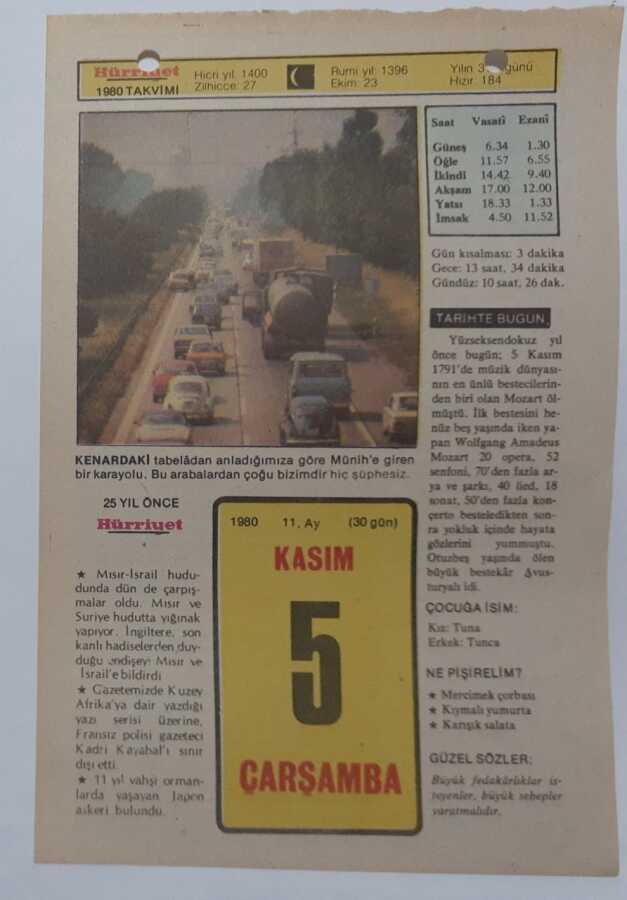 Hürriyet
1980 TAKVİMİ
Hicri yıl: 1400
Zilhicce: 27
Rumi yıl: 1396
Ekim: 23
Yılın 3 günü
Hızır: 184
Saat Vasatî Ezanî
Güneş 6.34 1.30
Öğle 11.57 6.55
İkindi 14.42 9.40
Akşam 17.00 12.00
Yatsı 18.33 1.33
İmsak 4.50 11.52
Gün kısalması: 3 dakika
Gece: 13 saat, 34 dakika
Gündüz: 10 saat, 26 dak.
TARİHTE BUGÜN
Yüzseksendokuz yıl
önce bugün; 5 Kasım
1791'de müzik dünyası-
nın en ünlü bestecilerin-
den biri olan Mozart öl-
müştü. İlk bestesini he-
nüz beş yaşında iken ya-
pan Wolfgang Amadeus
Mozart 20 opera, 52
senfoni, 70'den fazla ar-
ya ve şarkı, 40 lied, 18
sonat, 50'den fazla kon-
çerto besteledikten son-
ra yokluk içinde hayata
gözlerini yummuştu.
Otuzbeş yaşında ölen
büyük bestekâr Avus-
turyalı idi.
ÇOCUĞA İSİM:
Kız: Tuna
Erkek: Tunca
NE PİŞİRELİM?
★ Mercimek çorbası
★ Kıymalı yumurta
★ Karışık salata
GÜZEL SÖZLER:
Büyük fedakârlıklar is-
teyenler, büyük sebepler
yaratmalıdır.
KENARDAKİ tabelâdan anladığımıza göre Münih'e giren
bir karayolu. Bu arabalardan çoğu bizimdir hiç şüphesiz.
25 YIL ÖNCE
Hürriyet
★ Mısır-İsrail hudu-
dunda dün de çarpış-
malar oldu. Mısır ve
Suriye hudutta yığınak
yapıyor. İngiltere, son
kanlı hadiselerden duy-
duğu endişeyi Mısır ve
İsrail'e bildirdi
★ Gazetemizde Kuzey
Afrika'ya dair yazdığı
yazı serisi üzerine,
Fransız polisi gazeteci
Kadri Kayabal'ı sınır
dışı etti.
★ 11 yıl vahşi orman-
larda yaşayan Japon
askeri bulundu.
1980 11. Ay (30 gün)
KASIM
5
ÇARŞAMBA